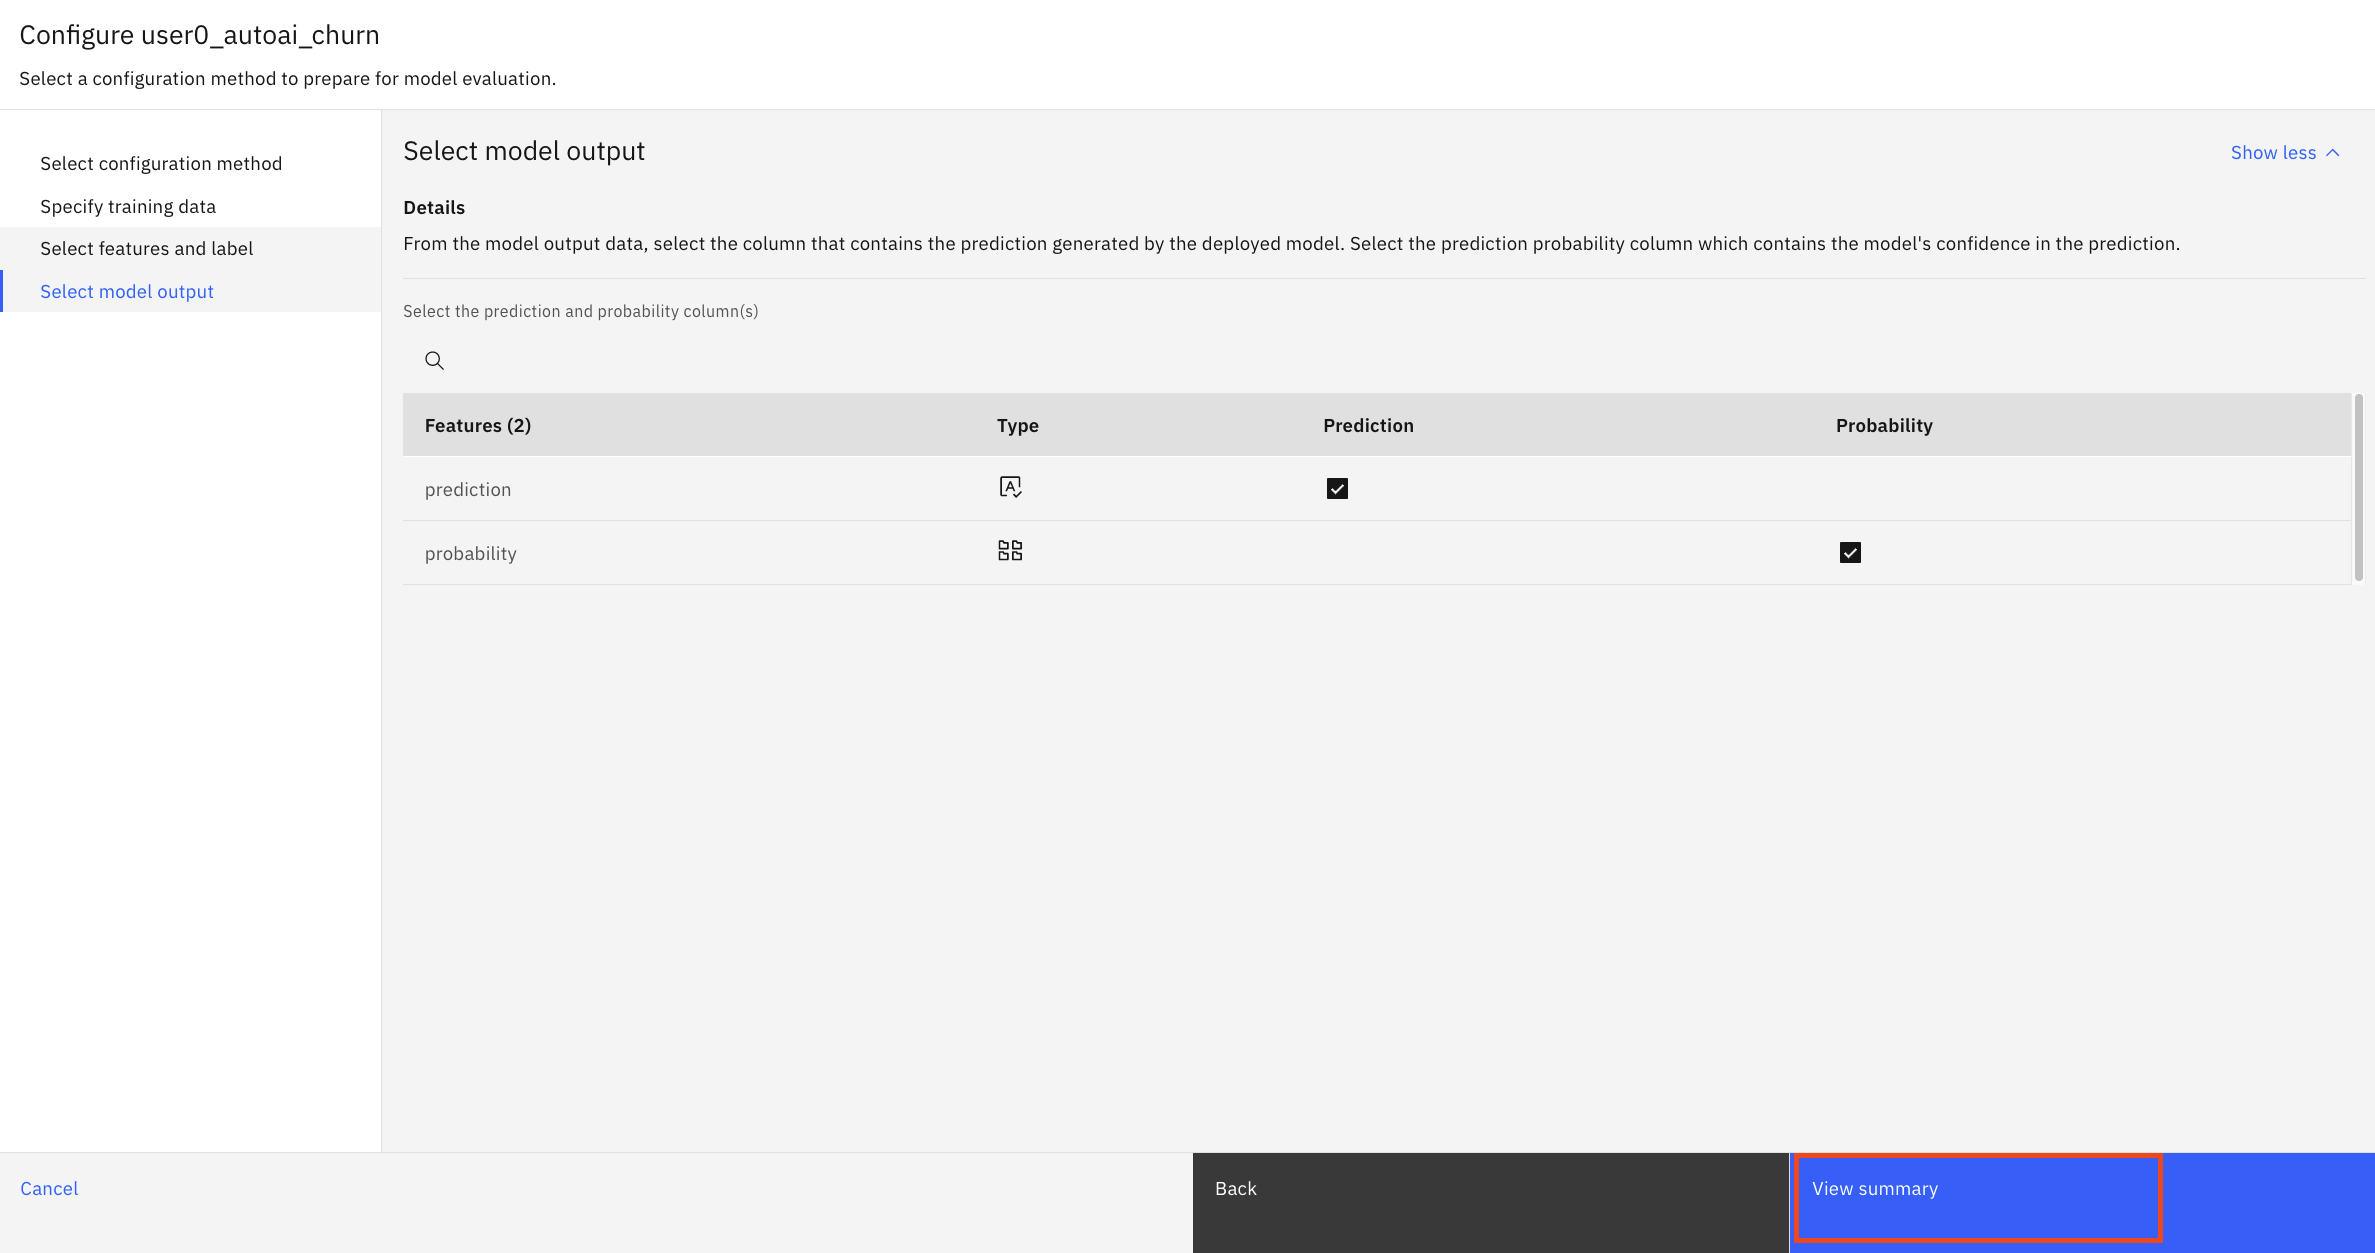 Configure user0_autoai_churn
Select a configuration method to prepare for model evaluation.
Select configuration method
Specify training data
Select features and label
Select model output
Select model output
Show less
Details
From the model output data, select the column that contains the prediction generated by the deployed model. Select the prediction probability column which contains the model's confidence in the prediction.
Select the prediction and probability column(s)
Features (2) Type Prediction Probability
prediction
probability
Cancel
Back
View summary